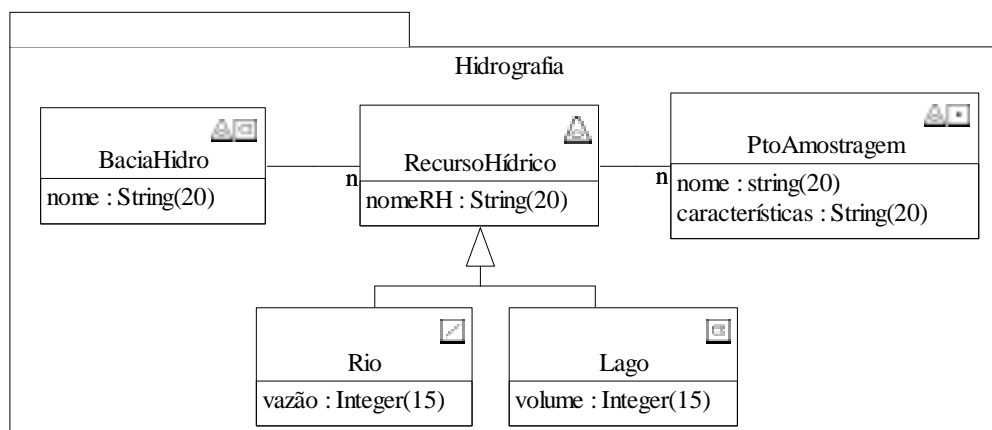 Hidrografia
BaciaHidro
nome : String(20)
n
RecursoHídrico
nomeRH : String(20)
n
PtoAmostragem
nome : string(20)
características : String(20)
Rio
vazão : Integer(15)
Lago
volume : Integer(15)